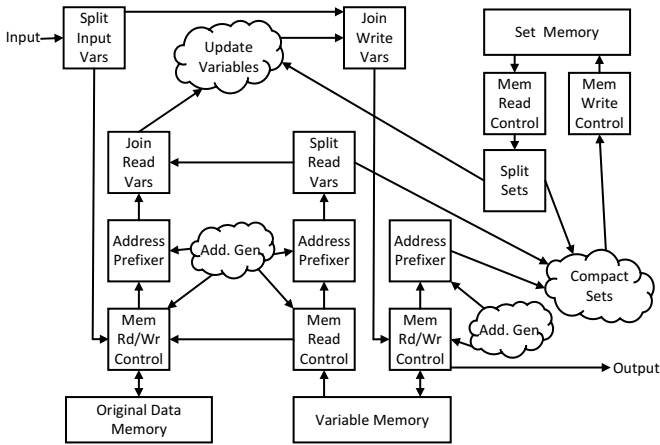 Input
Split
Input
Vars
Update
Variables
Join
Write
Vars
Set Memory
Mem
Read
Control
Mem
Write
Control
Join
Read
Vars
Split
Read
Vars
Split
Sets
Address
Prefixer
Add. Gen
Address
Prefixer
Address
Prefixer
Compact
Sets
Mem
Rd/Wr
Control
Mem
Read
Control
Mem
Rd/Wr
Control
Add. Gen
Output
Original Data
Memory
Variable Memory